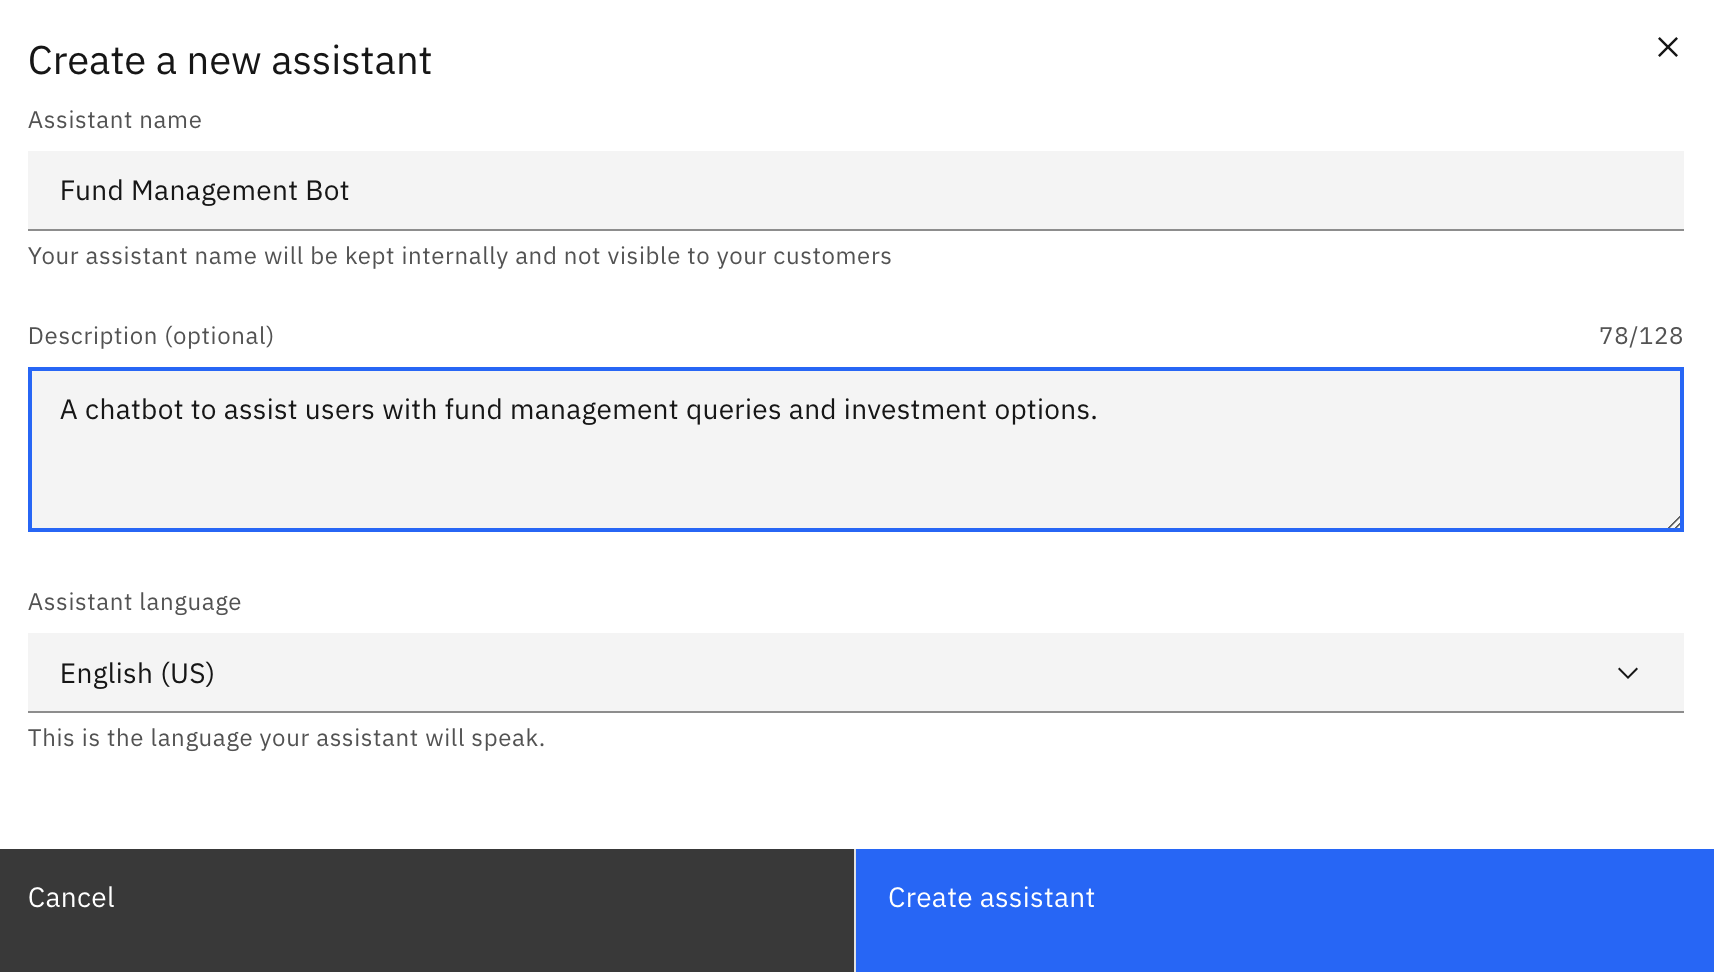 Create a new assistant
Assistant name
Fund Management Bot
Your assistant name will be kept internally and not visible to your customers
Description (optional)
78/128
A chatbot to assist users with fund management queries and investment options.
Assistant language
English (US)
This is the language your assistant will speak.
Cancel
Create assistant